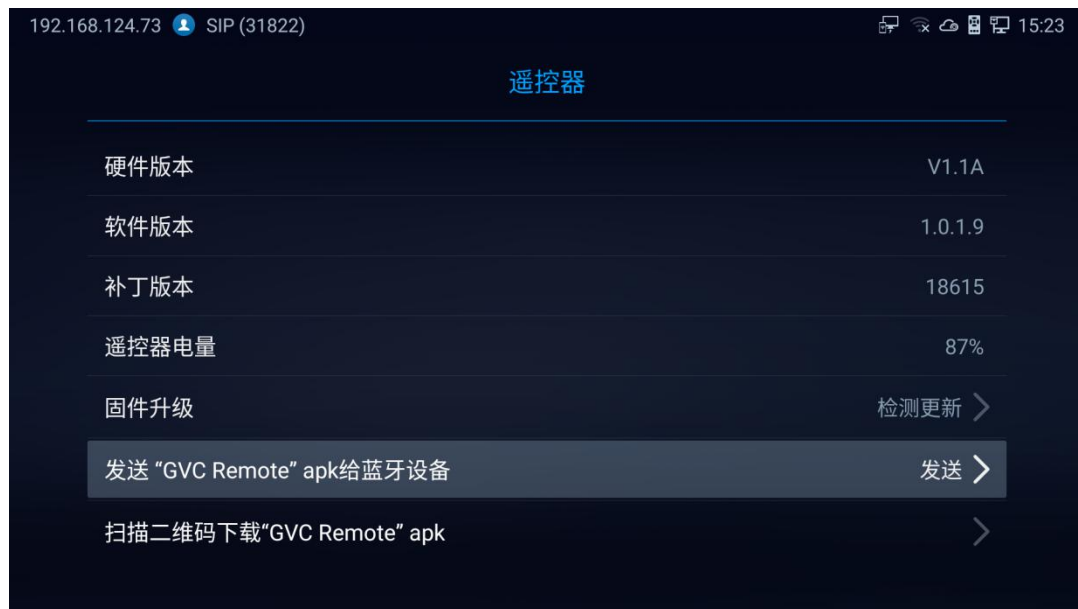 192.168.124.73 SIP (31822) 15:23
遥控器
硬件版本 V1.1A
软件版本 1.0.1.9
补丁版本 18615
遥控器电量 87%
固件升级 检测更新
发送 “GVC Remote” apk给蓝牙设备 发送
扫描二维码下载“GVC Remote” apk